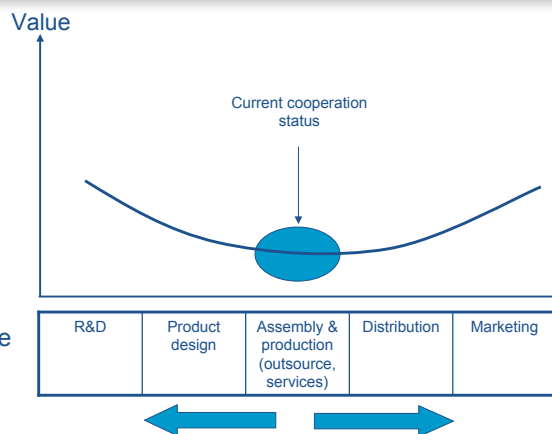 Value
Current cooperation
status
R&D
Product
design
Assembly &
production
(outsource,
services)
Distribution
Marketing